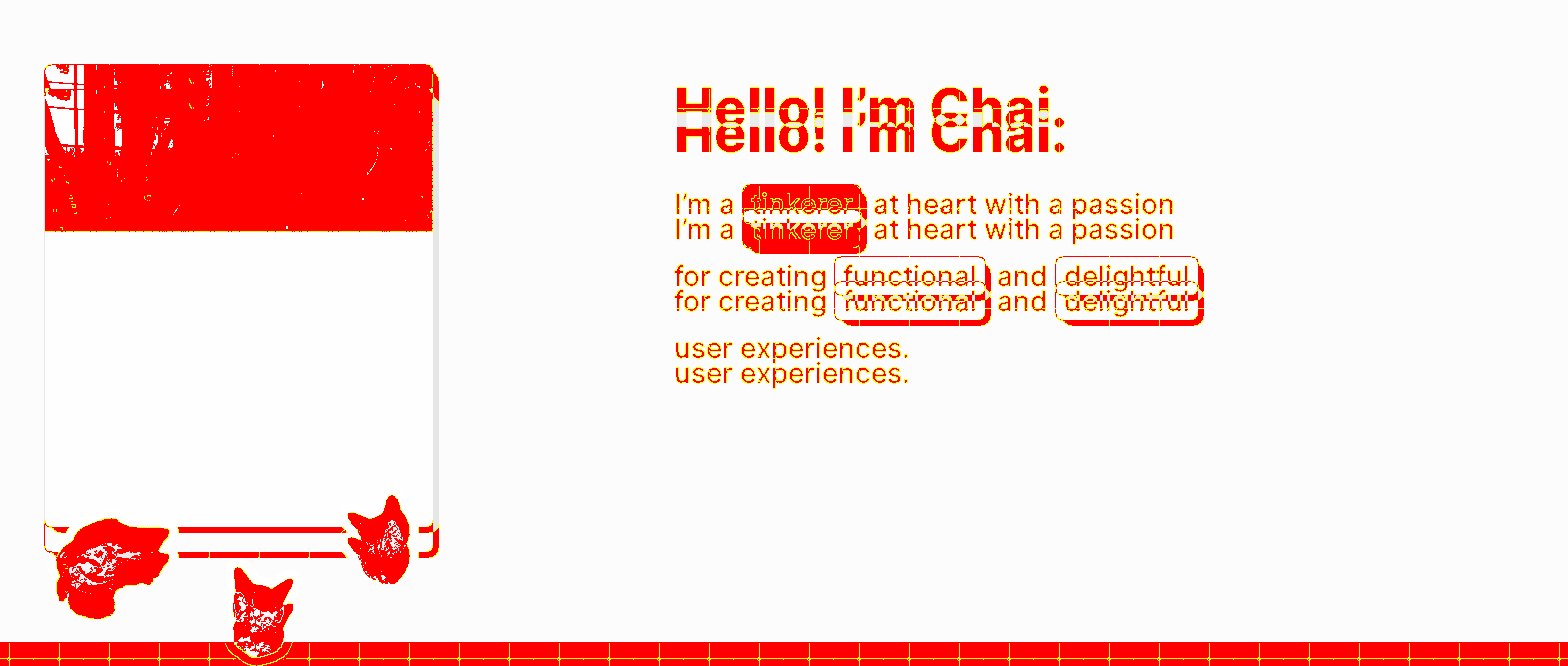 Hello! I'm Chai.
Hello! I'm Chai.
I'm a tinkerer at heart with a passion
I'm a tinkerer at heart with a passion
for creating functional and delightful
for creating functional and delightful
user experiences.
user experiences.